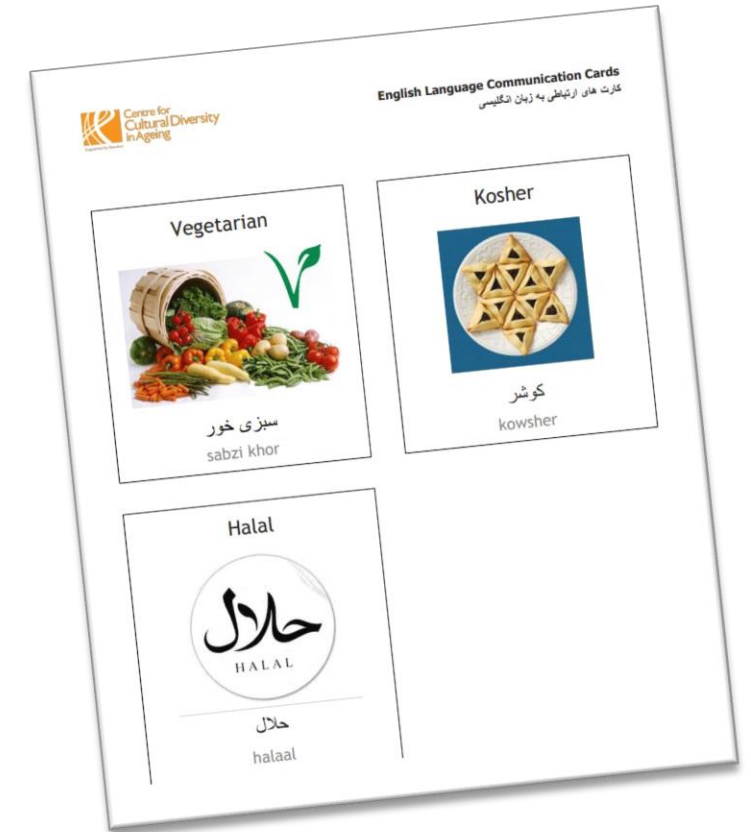 Centre for
Cultural Diversity
in Ageing
English Language Communication Cards
کارت های ارتباطی به زبان انگلیسی
Vegetarian
سبزی خور
sabzi khor
Kosher
کوشر
kowsher
Halal
حلال
HALAL
حلال
halaal